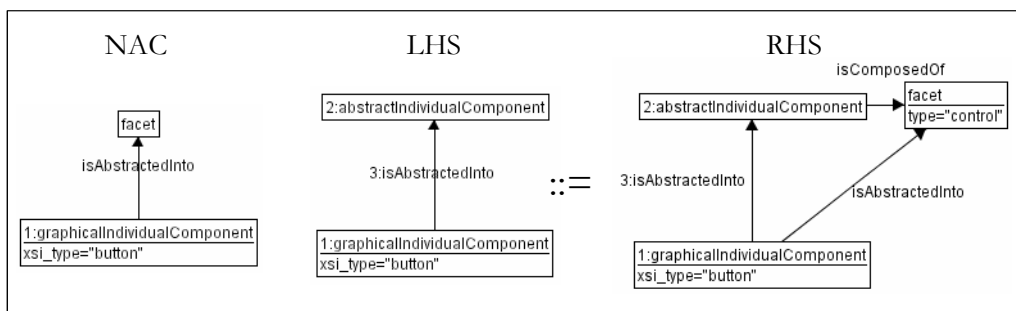 NAC
facet
isAbstractedInto
1:graphicalIndividualComponent
xsi_type="button"
LHS
2:abstractIndividualComponent
3:isAbstractedInto
1:graphicalIndividualComponent
xsi_type="button"
::=
RHS
isComposedOf
2:abstractIndividualComponent
facet
type="control"
3:isAbstractedInto
isAbstractedInto
1:graphicalIndividualComponent
xsi_type="button"